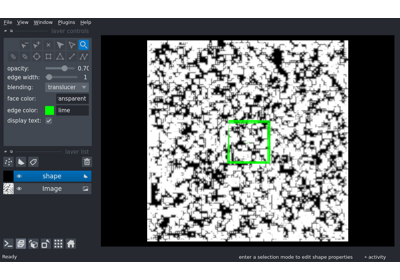 File View Window Plugins Help
layer controls
opacity: 0.70
edge width: 1
blending: translucen
face color: ansparent
edge color: lime
display text:
layer list
shape
Image
Ready enter a selection mode to edit shape properties activity